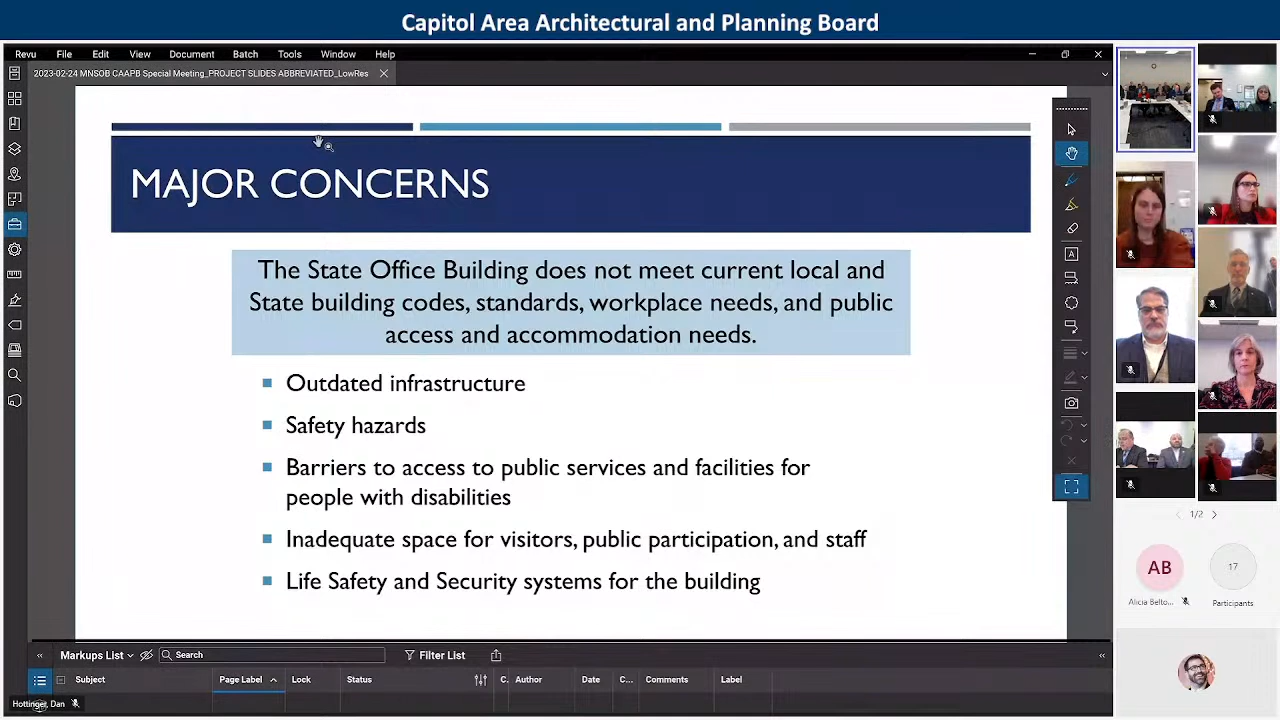 Capitol Area Architectural and Planning Board
Revu File Edit View Document Batch Tools Window Help
2023-02-24 MNSOB CAAPB Special Meeting_PROJECT SLIDES ABBREVIATED_LowRes
MAJOR CONCERNS
The State Office Building does not meet current local and
State building codes, standards, workplace needs, and public
access and accommodation needs.
Outdated infrastructure
Safety hazards
Barriers to access to public services and facilities for
people with disabilities
Inadequate space for visitors, public participation, and staff
Life Safety and Security systems for the building
1/2
AB
17
Alicia Belto...
Participants
Markups List
Search
Filter List
Subject Page Label Lock Status C. Author Date C... Comments Label
Hottinger, Dan